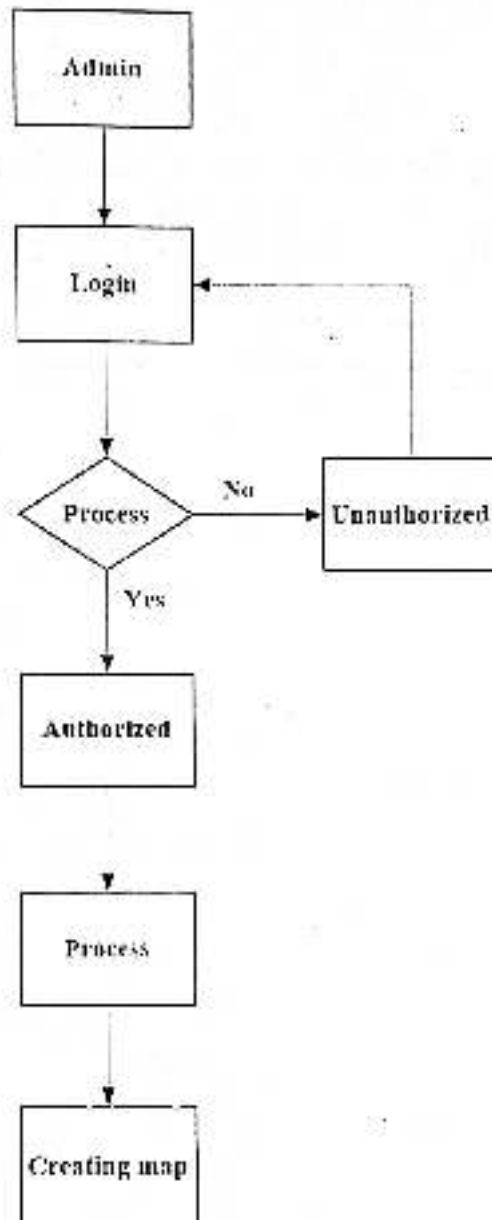 Admin
Login
Process
No
Unauthorized
Yes
Authorized
Process
Creating map